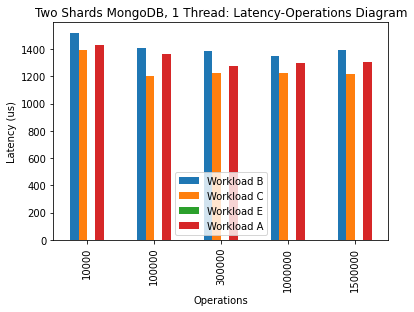 Two Shards MongoDB, 1 Thread: Latency-Operations Diagram
Latency (us)
1400
1200
1000
800
600
400
200
0
Workload B
Workload C
Workload E
Workload A
10000
100000
300000
1000000
1500000
Operations